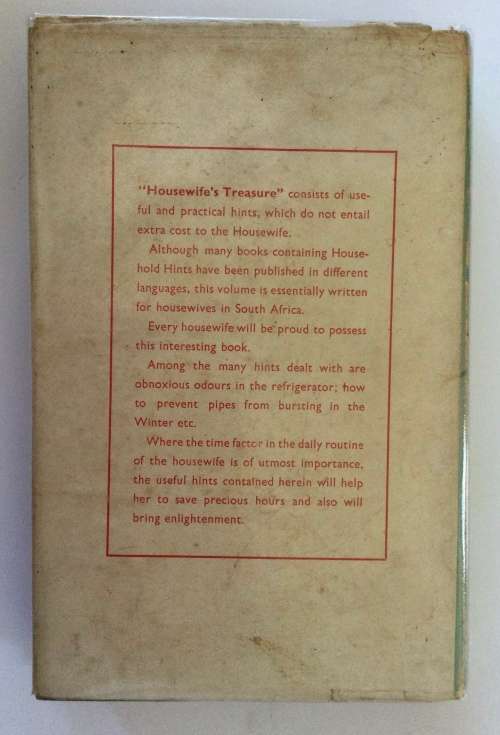 "Housewife's Treasure" consists of use-
ful and practical hints, which do not entail
extra cost to the Housewife.
Although many books containing House-
hold Hints have been published in different
languages, this volume is essentially written
for housewives in South Africa.
Every housewife will be proud to possess
this interesting book.
Among the many hints dealt with are
obnoxious odours in the refrigerator; how
to prevent pipes from bursting in the
Winter etc.
Where the time factor in the daily routine
of the housewife is of utmost importance,
the useful hints contained herein will help
her to save precious hours and also will
bring enlightenment.